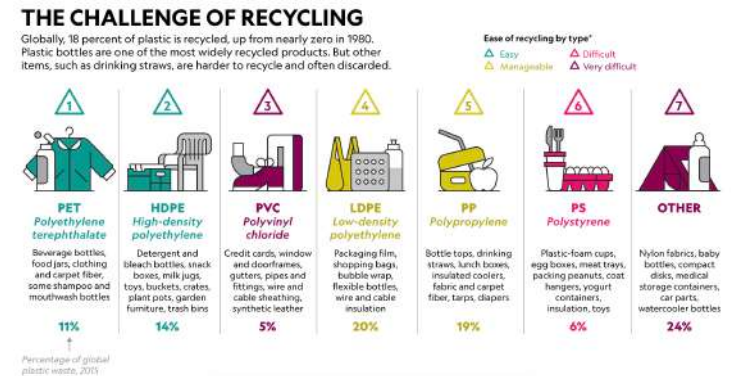 THE CHALLENGE OF RECYCLING
Globally, 18 percent of plastic is recycled, up from nearly zero in 1980.
Plastic bottles are one of the most widely recycled products. But other
items, such as drinking straws, are harder to recycle and often discarded.
Ease of recycling by type*
Easy
Difficult
Manageable
Very difficult
1
2
3
4
5
6
7
PET
Polyethylene
terephthalate
Beverage bottles,
food jars, clothing
and carpet fiber,
some shampoo and
mouthwash bottles
11%
HDPE
High-density
polyethylene
Detergent and
bleach bottles, snack
boxes, milk jugs,
toys, buckets, crates,
plant pots, garden
furniture, trash bins
14%
PVC
Polyvinyl
chloride
Credit cards, window
and doorframes,
gutters, pipes and
fittings, wire and
cable sheathing,
synthetic leather
5%
LDPE
Low-density
polyethylene
Packaging film,
shopping bags,
bubble wrap,
flexible bottles,
wire and cable
insulation
20%
PP
Polypropylene
Bottle tops, drinking
straws, lunch boxes,
insulated coolers,
fabric and carpet
fiber, tarps, diapers
19%
PS
Polystyrene
Plastic-foam cups,
egg boxes, meat trays,
packing peanuts, coat
hangers, yogurt
containers,
insulation, toys
6%
OTHER
Nylon fabrics, baby
bottles, compact
disks, medical
storage containers,
car parts,
watercooler bottles
24%
Percentage of global
plastic waste, 2015